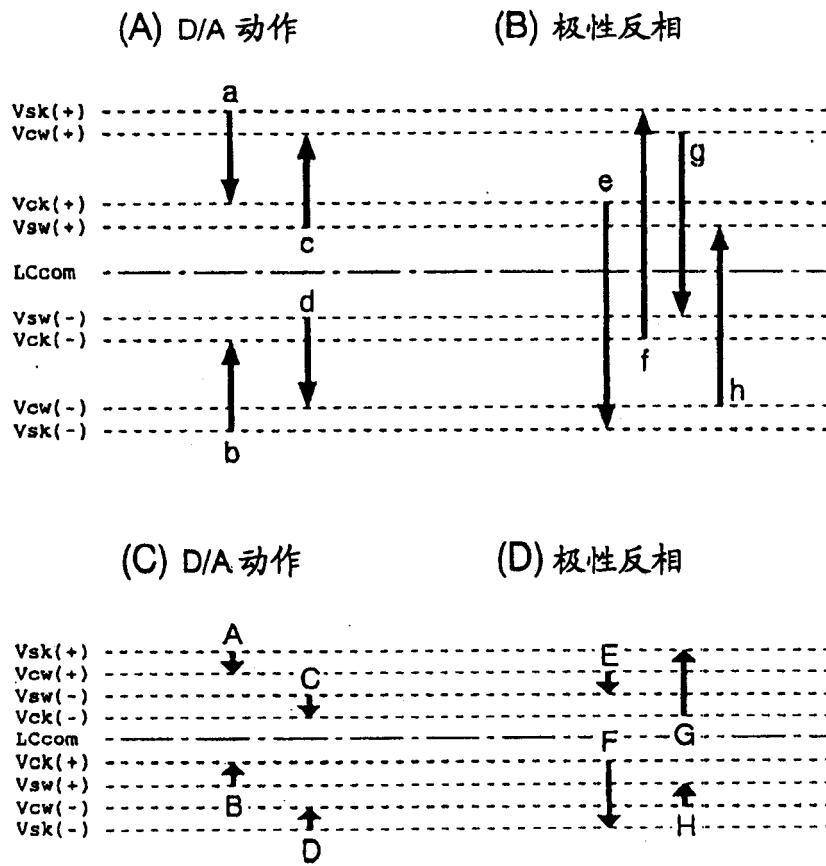 (A) D/A 动作
(B) 极性反相
Vsk(+)
Vcw(+)
Vck(+)
Vsw(+)
LCcom
Vsw(-)
Vck(-)
Vcw(-)
Vsk(-)
a
c
d
b
e
g
f
h
(C) D/A 动作
(D) 极性反相
Vsk(+)
Vcw(+)
Vsw(-)
Vck(-)
LCcom
Vck(+)
Vsw(+)
Vcw(-)
Vsk(-)
A
C
B
D
E
F
G
H